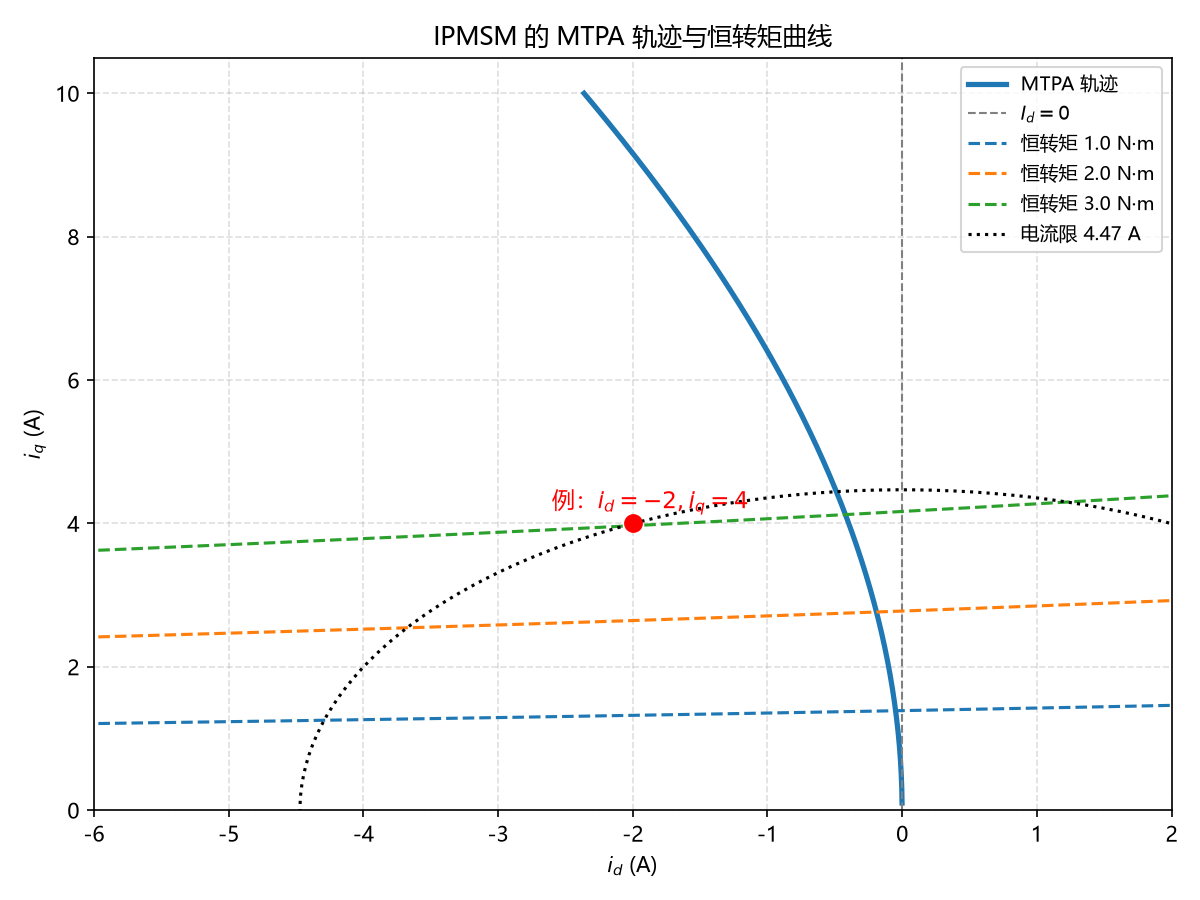 IPMSM 的 MTPA 轨迹与恒转矩曲线
MTPA 轨迹
I_d = 0
恒转矩 1.0 N·m
恒转矩 2.0 N·m
恒转矩 3.0 N·m
电流限 4.47 A
10
8
6
4
2
0
i_q (A)
例：i_d = −2, i_q = 4
-6 -5 -4 -3 -2 -1 0 1 2
i_d (A)